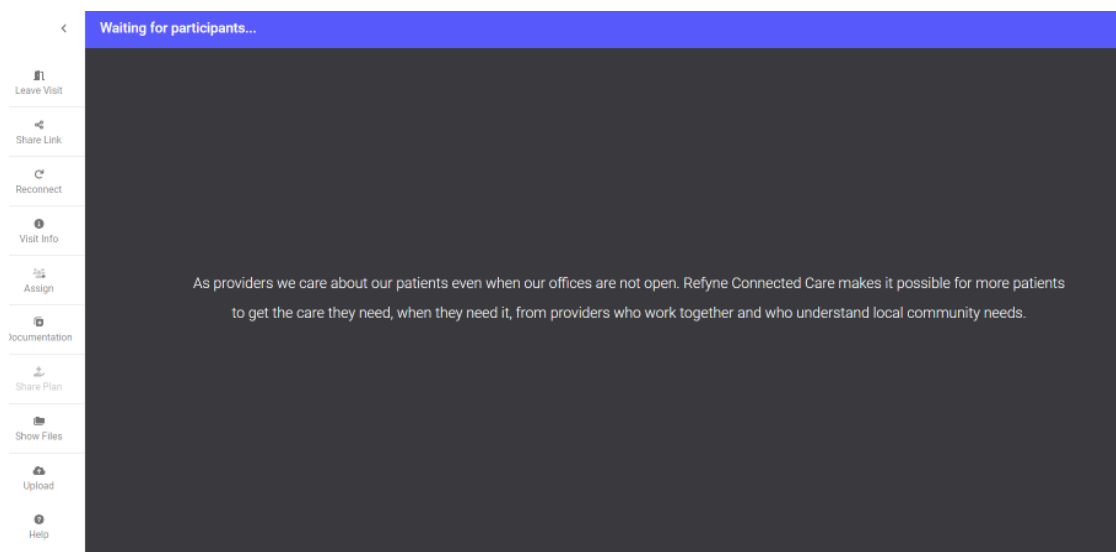 Waiting for participants...
Leave Visit
Share Link
Reconnect
Visit Info
Assign
Documentation
Share Plan
Show Files
Upload
Help
As providers we care about our patients even when our offices are not open. Refyne Connected Care makes it possible for more patients
to get the care they need, when they need it, from providers who work together and who understand local community needs.